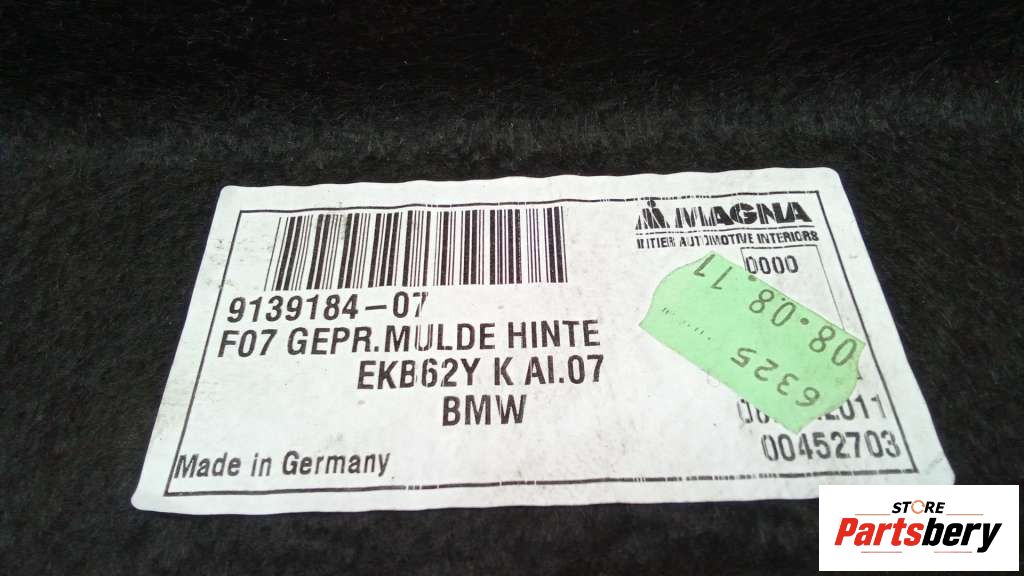 MAGNA
INTIER AUTOMOTIVE INTERIORS
0000
9139184-07
F07 GEPR.MULDE HINTE
EKB62Y K AI.07
BMW
08.08.11
6325
2011
00452703
Made in Germany
STORE
Partsbery